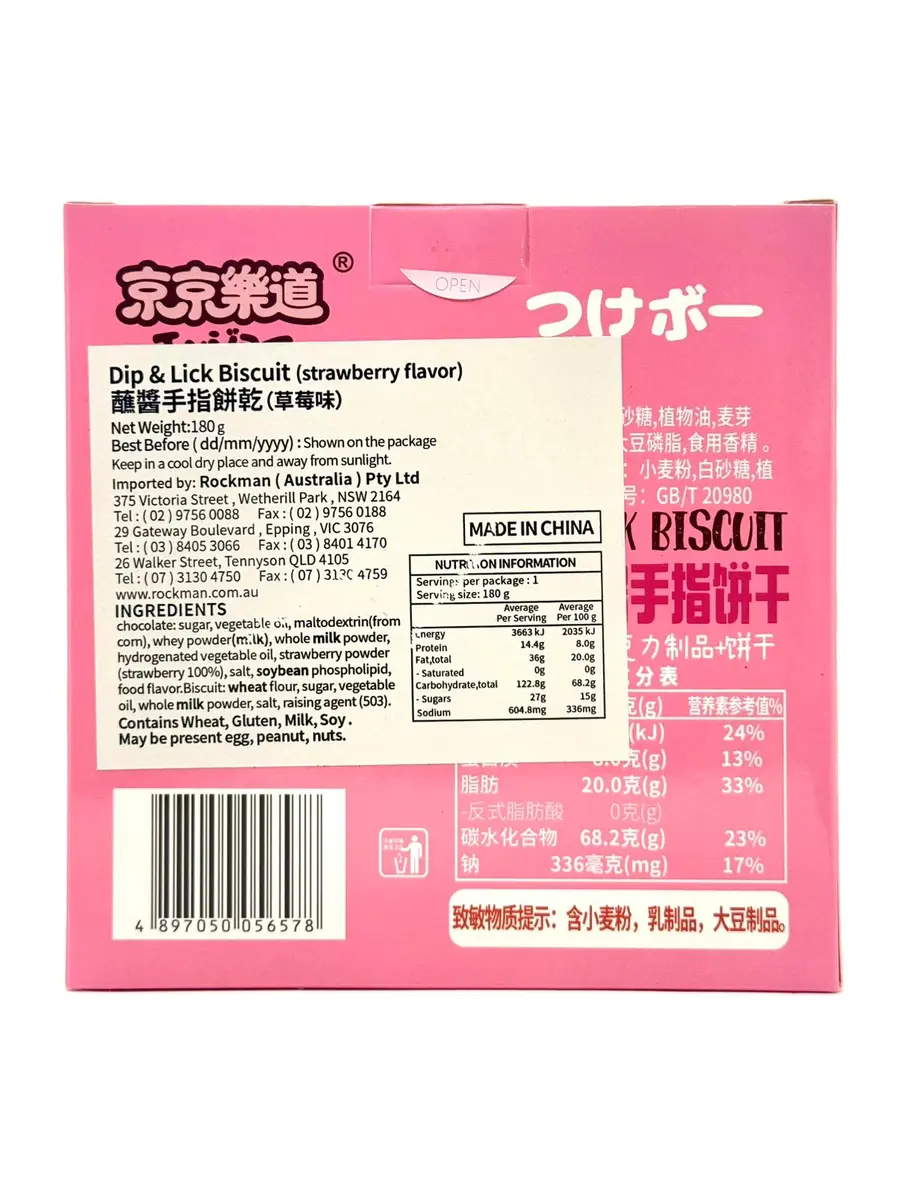 京京樂道®
OPEN
つけボー
Dip & Lick Biscuit (strawberry flavor)
蘸醬手指餅乾(草莓味)
Net Weight:180 g
Best Before ( dd/mm/yyyy) : Shown on the package
Keep in a cool dry place and away from sunlight.
Imported by: Rockman ( Australia ) Pty Ltd
375 Victoria Street , Wetherill Park , NSW 2164
Tel : ( 02 ) 9756 0088 Fax : ( 02 ) 9756 0188
29 Gateway Boulevard , Epping , VIC 3076
Tel : ( 03 ) 8405 3066 Fax : ( 03 ) 8401 4170
26 Walker Street, Tennyson QLD 4105
Tel : ( 07 ) 3130 4750 Fax : ( 07 ) 3130 4759
www.rockman.com.au
INGREDIENTS
chocolate: sugar, vegetable oil, maltodextrin(from
corn), whey powder(milk), whole milk powder,
hydrogenated vegetable oil, strawberry powder
(strawberry 100%), salt, soybean phospholipid,
food flavor.Biscuit: wheat flour, sugar, vegetable
oil, whole milk powder, salt, raising agent (503).
Contains Wheat, Gluten, Milk, Soy .
May be present egg, peanut, nuts.
MADE IN CHINA
NUTRITION INFORMATION
Servings per package : 1
Serving size: 180 g
Average Per Serving Average Per 100 g
Energy 3663 kJ 2035 kJ
Protein 14.4g 8.0g
Fat,total 36g 20.0g
- Saturated 0g 0g
Carbohydrate,total 122.8g 68.2g
- Sugars 27g 15g
Sodium 604.8mg 336mg
砂糖,植物油,麦芽
大豆磷脂,食用香精。
: 小麦粉,白砂糖,植
号: GB/T 20980
K BISCUIT
手指饼干
力制品+饼干
分表
克(g) 营养素参考值%
(kJ) 24%
克(g) 13%
脂肪 20.0克(g) 33%
-反式脂肪酸 0克(g)
碳水化合物 68.2克(g) 23%
钠 336毫克(mg) 17%
致敏物质提示: 含小麦粉, 乳制品, 大豆制品。
4 897050 056578